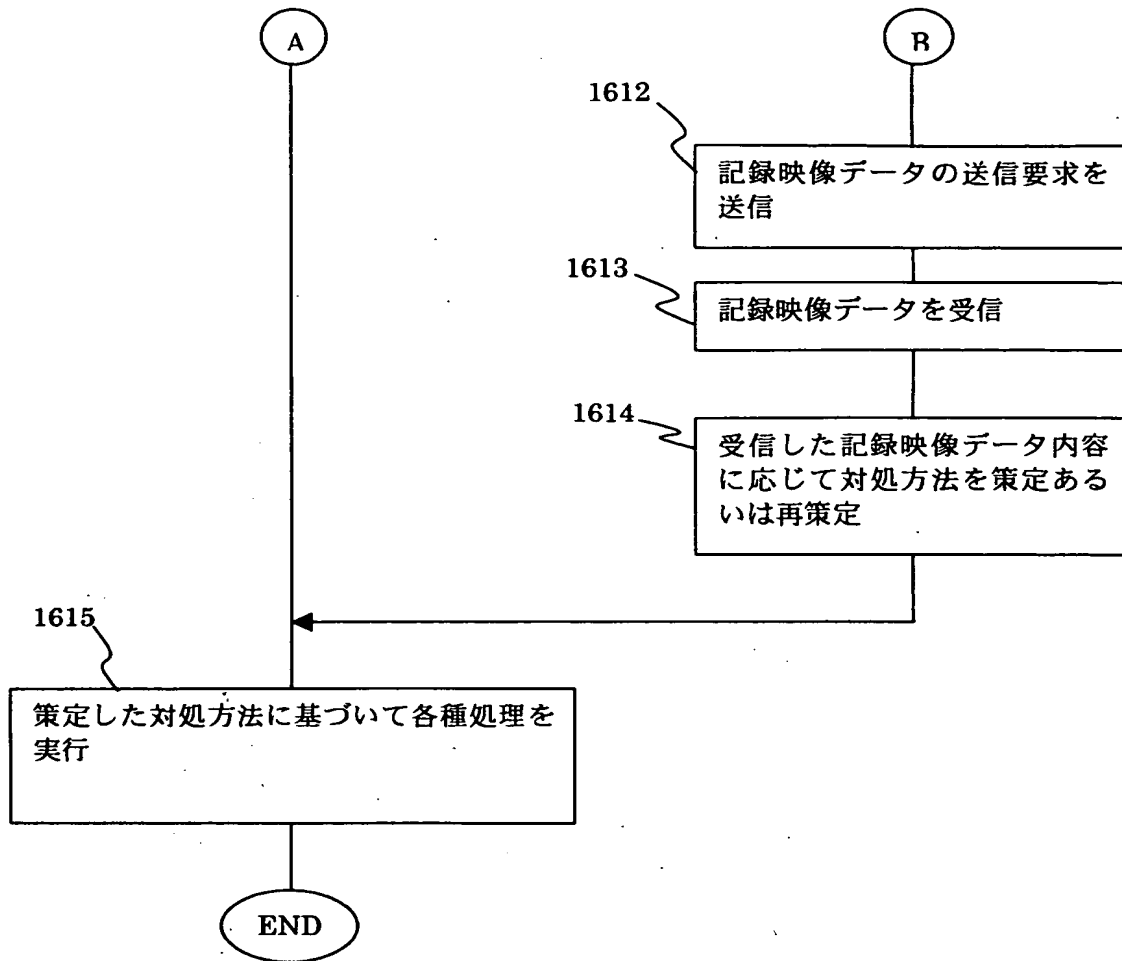 A
B
1612
記録映像データの送信要求を
送信
1613
記録映像データを受信
1614
受信した記録映像データ内容
に応じて対処方法を策定ある
いは再策定
1615
策定した対処方法に基づいて各種処理を
実行
END